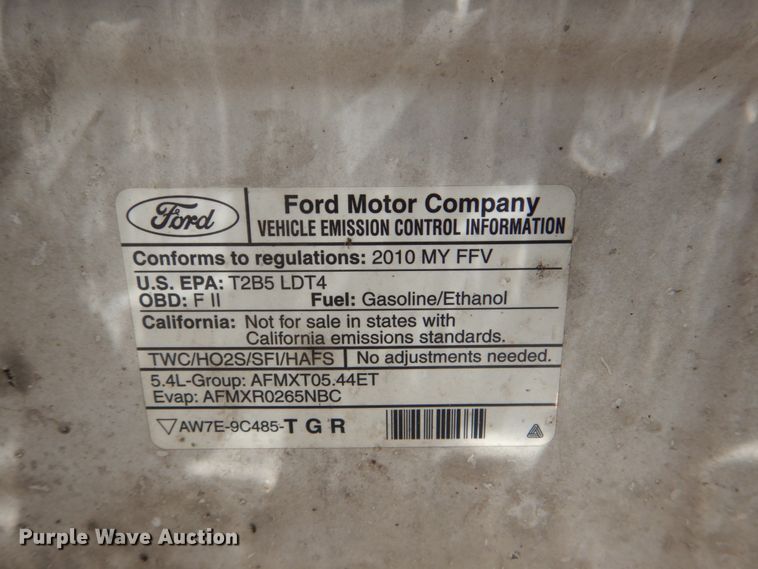 Ford
Ford Motor Company
VEHICLE EMISSION CONTROL INFORMATION
Conforms to regulations: 2010 MY FFV
U.S. EPA: T2B5 LDT4
OBD: F II Fuel: Gasoline/Ethanol
California: Not for sale in states with
California emissions standards.
TWC/HO2S/SFI/HAFS No adjustments needed.
5.4L-Group: AFMXT05.44ET
Evap: AFMXR0265NBC
AW7E-9C485-T G R
Purple Wave Auction